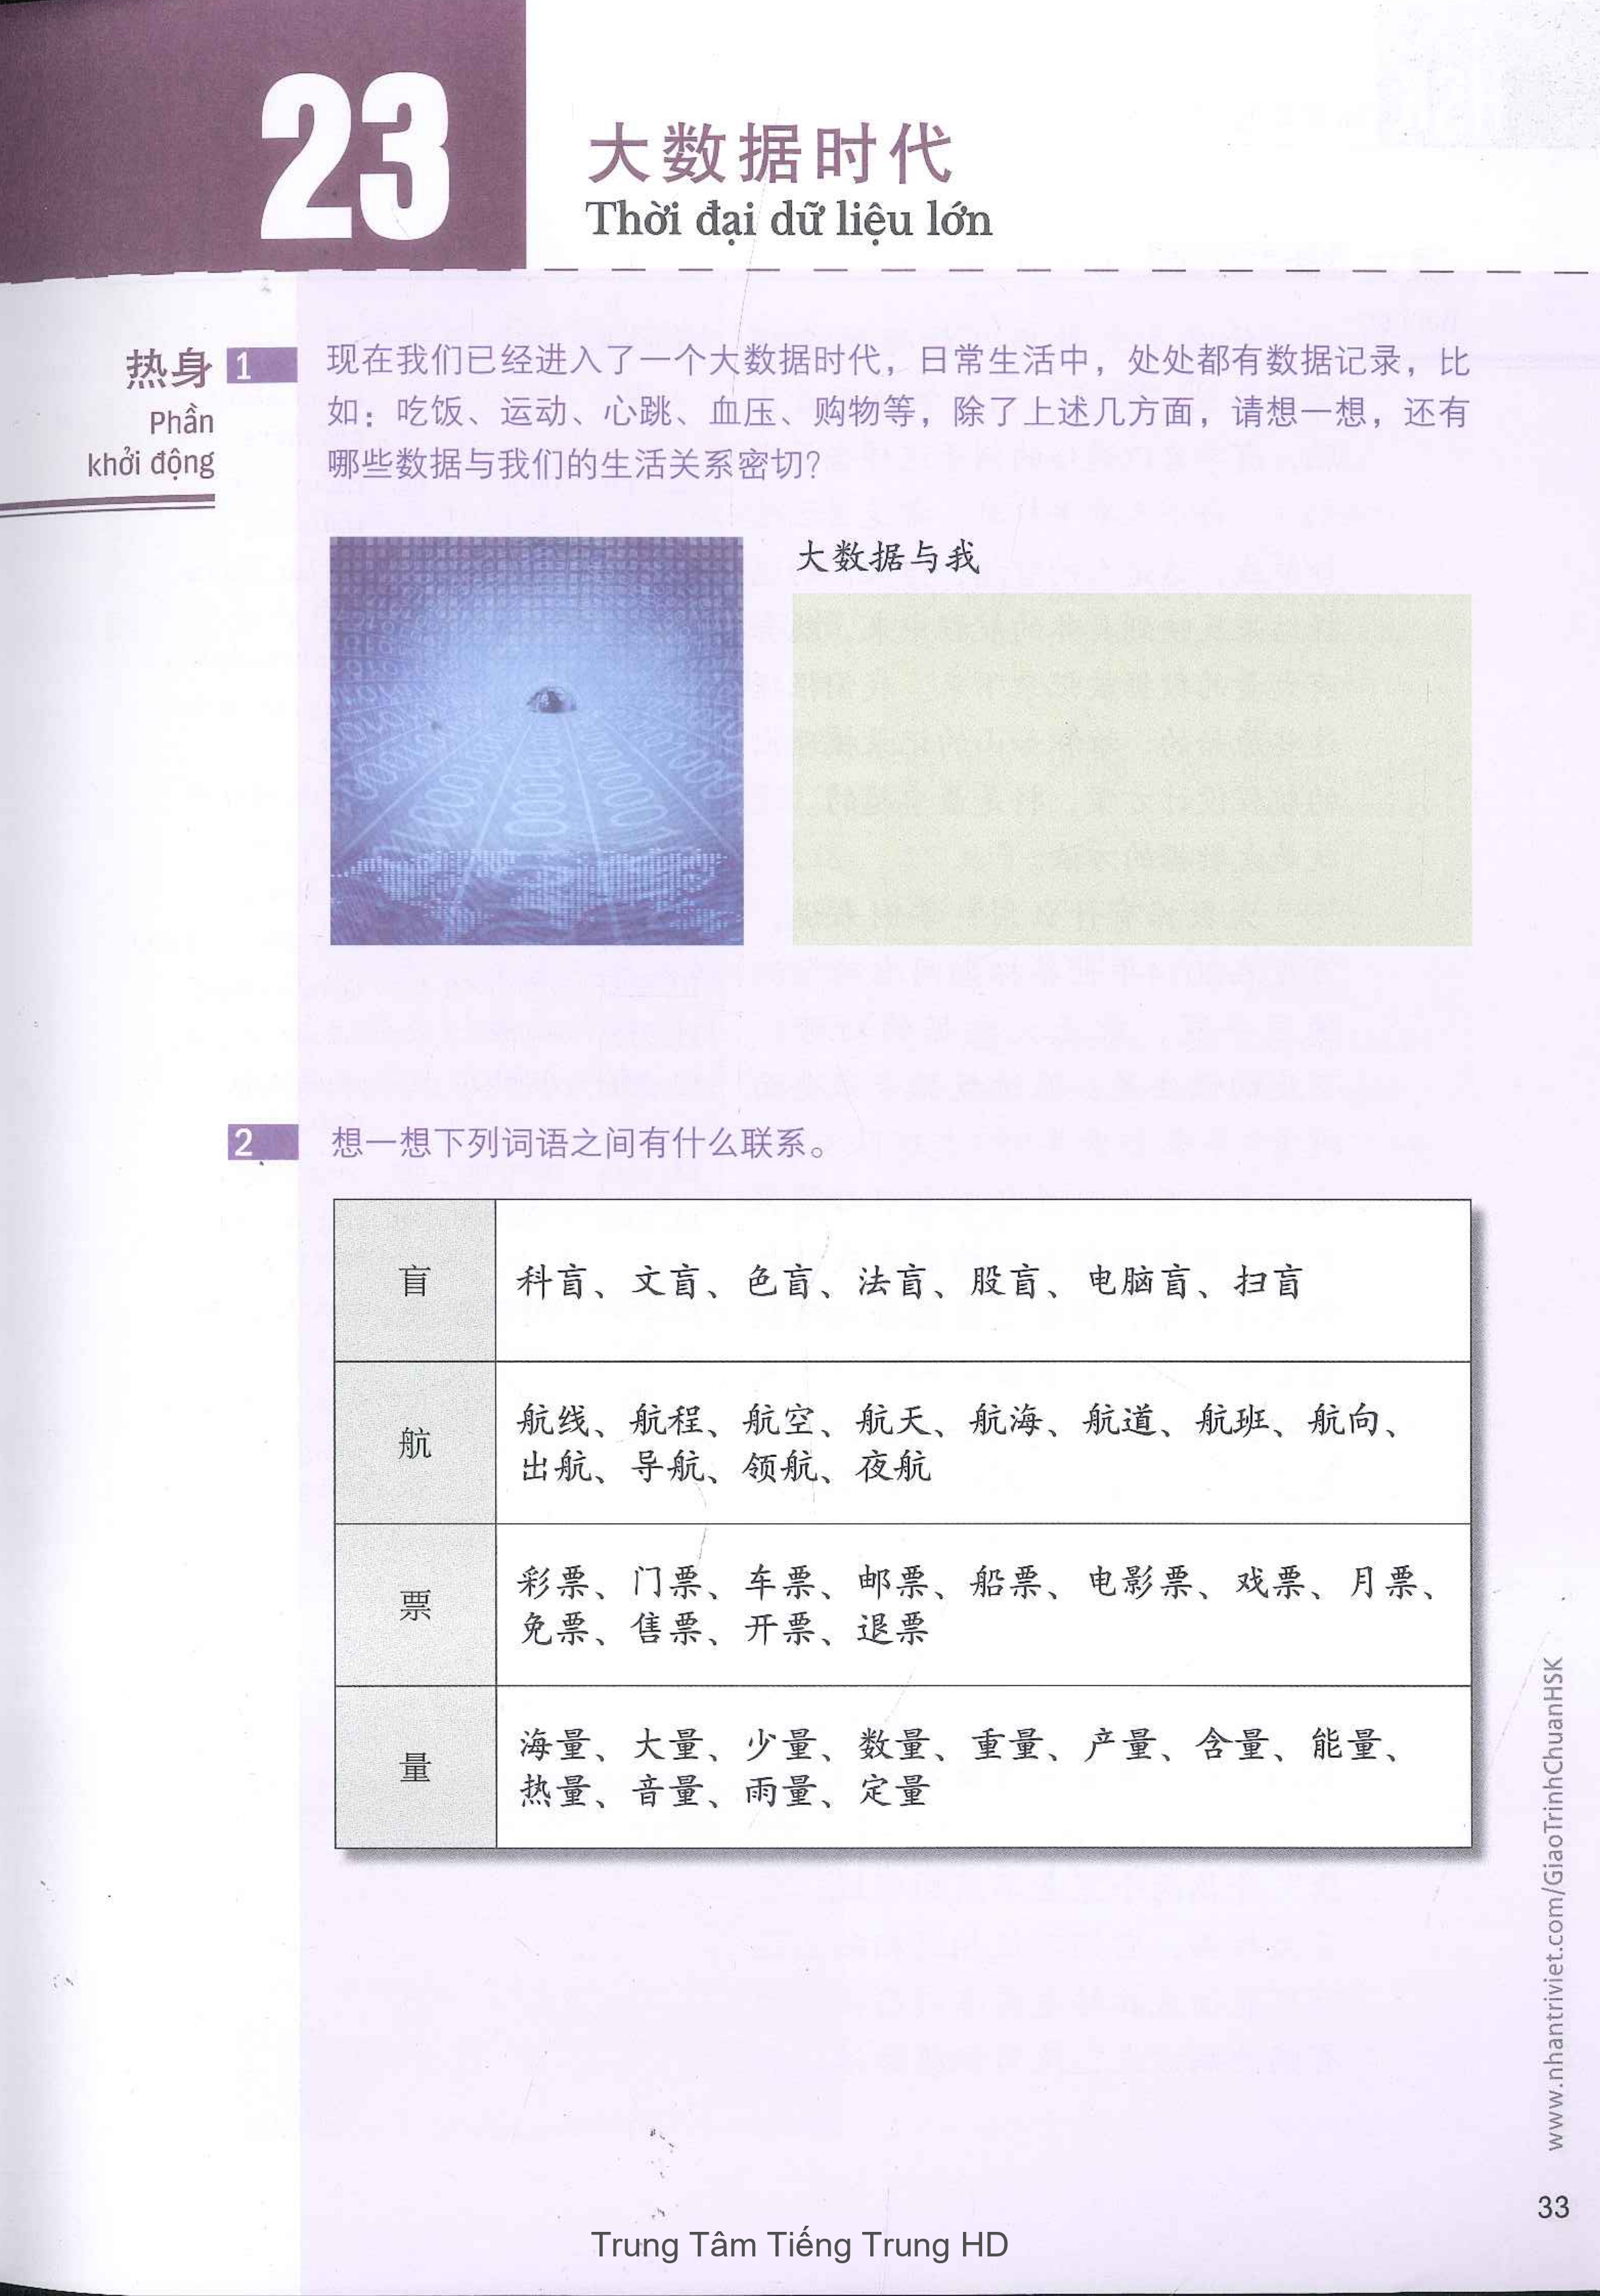 23
大数据时代
Thời đại dữ liệu lớn
热身
Phần
khởi động
1
现在我们已经进入了一个大数据时代，日常生活中，处处都有数据记录，比
如：吃饭、运动、心跳、血压、购物等，除了上述几方面，请想一想，还有
哪些数据与我们的生活关系密切？
大数据与我
2
想一想下列词语之间有什么联系。
盲
科盲、文盲、色盲、法盲、股盲、电脑盲、扫盲
航
航线、航程、航空、航天、航海、航道、航班、航向、
出航、导航、领航、夜航
票
彩票、门票、车票、邮票、船票、电影票、戏票、月票、
免票、售票、开票、退票
量
海量、大量、少量、数量、重量、产量、含量、能量、
热量、音量、雨量、定量
www.nhantriviet.com/GiaoTrinhChuanHSK
33
Trung Tâm Tiếng Trung HD